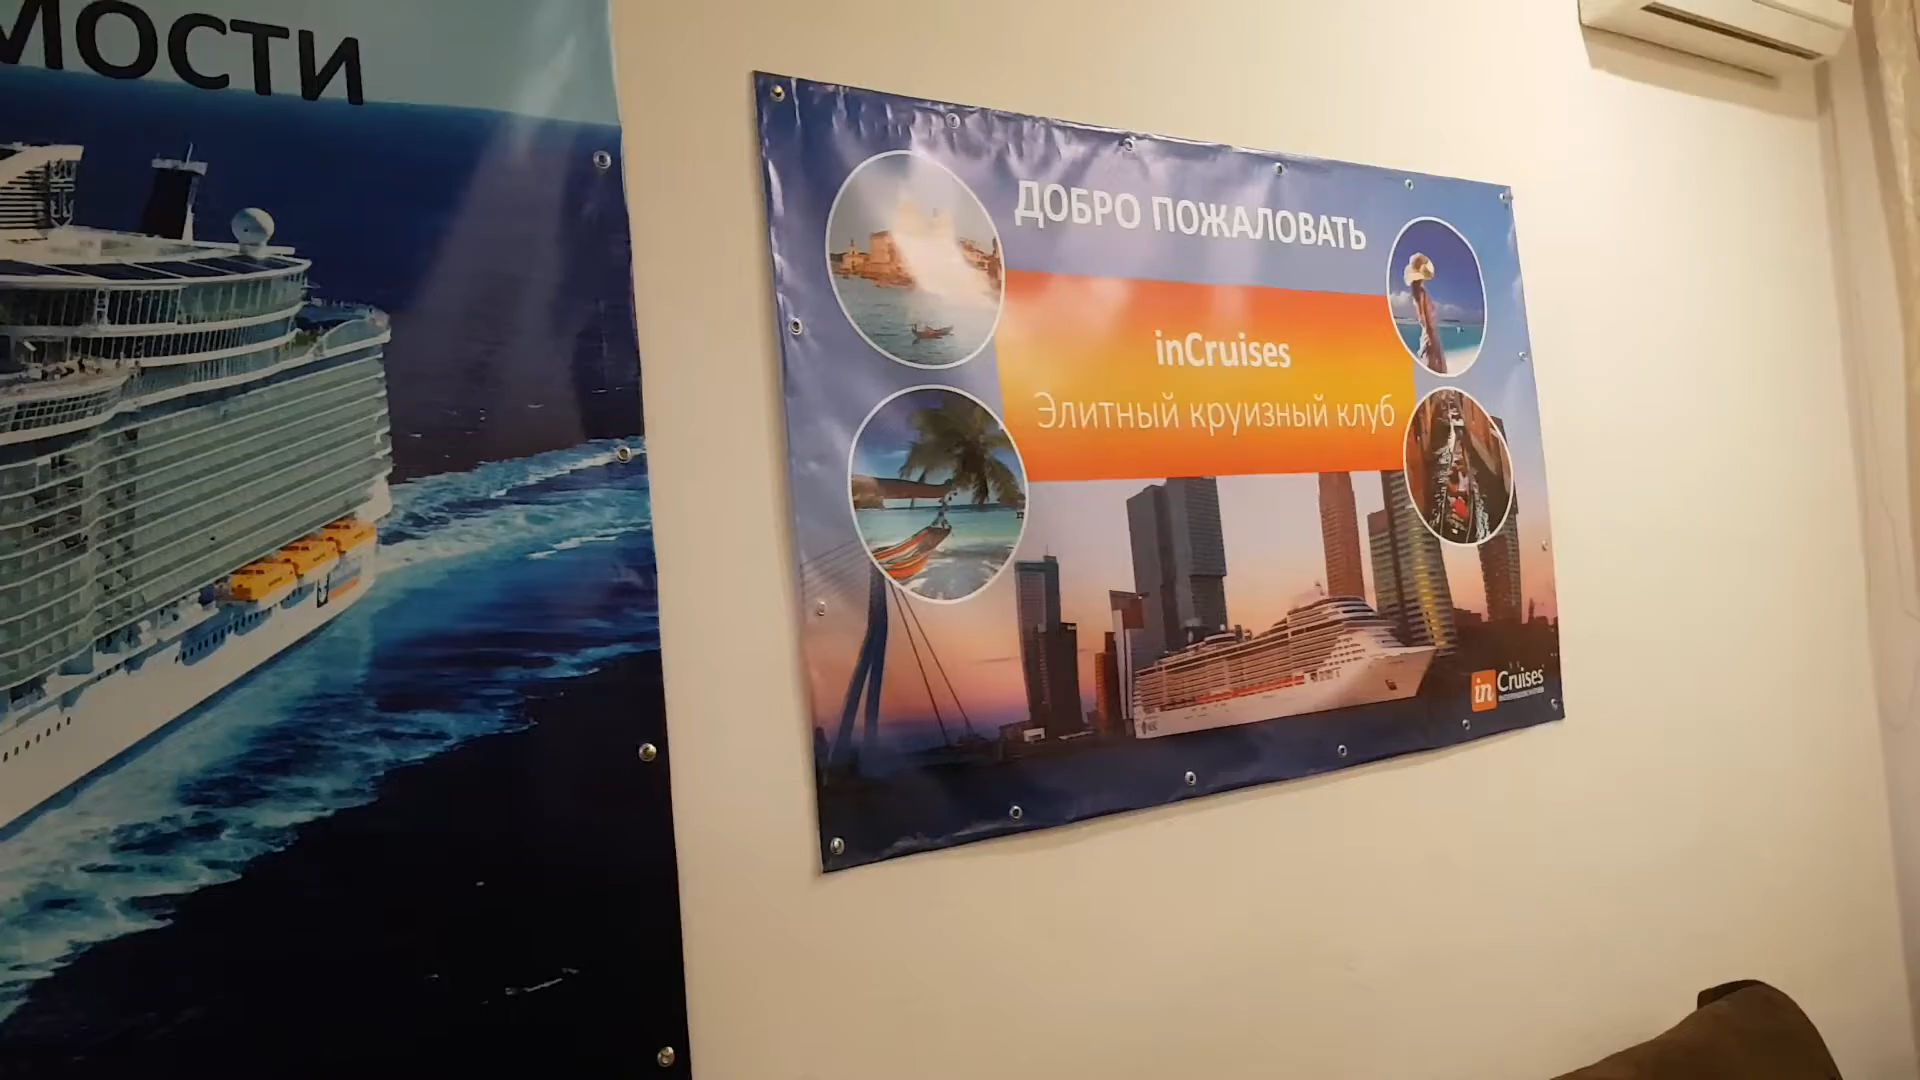 МОСТИ
ДОБРО ПОЖАЛОВАТЬ
inCruises
Элитный круизный клуб
inCruises